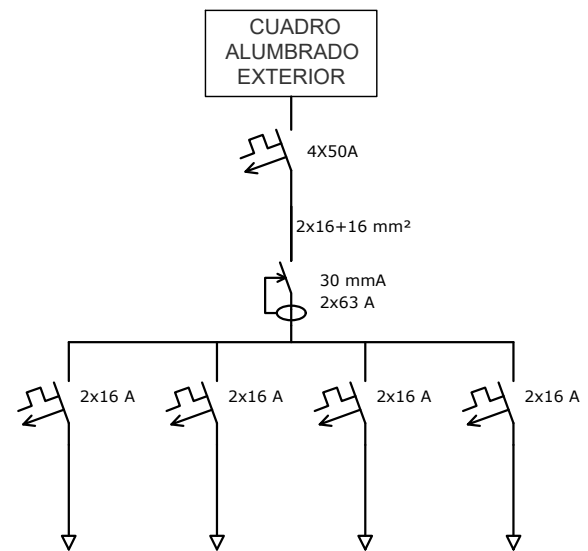 CUADRO
ALUMBRADO
EXTERIOR
4X50A
2x16+16 mm²
30 mmA
2x63 A
2x16 A
2x16 A
2x16 A
2x16 A